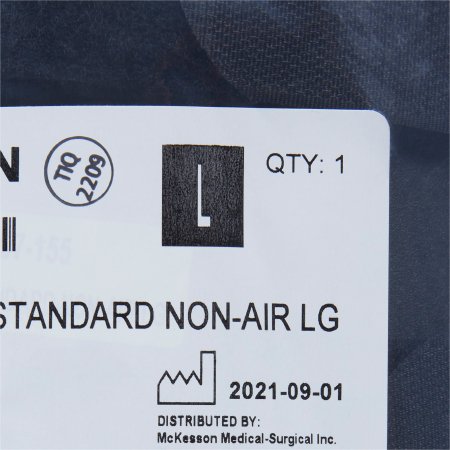 N
TIQ
2209
L
QTY: 1
STANDARD NON-AIR LG
2021-09-01
DISTRIBUTED BY:
McKesson Medical-Surgical Inc.